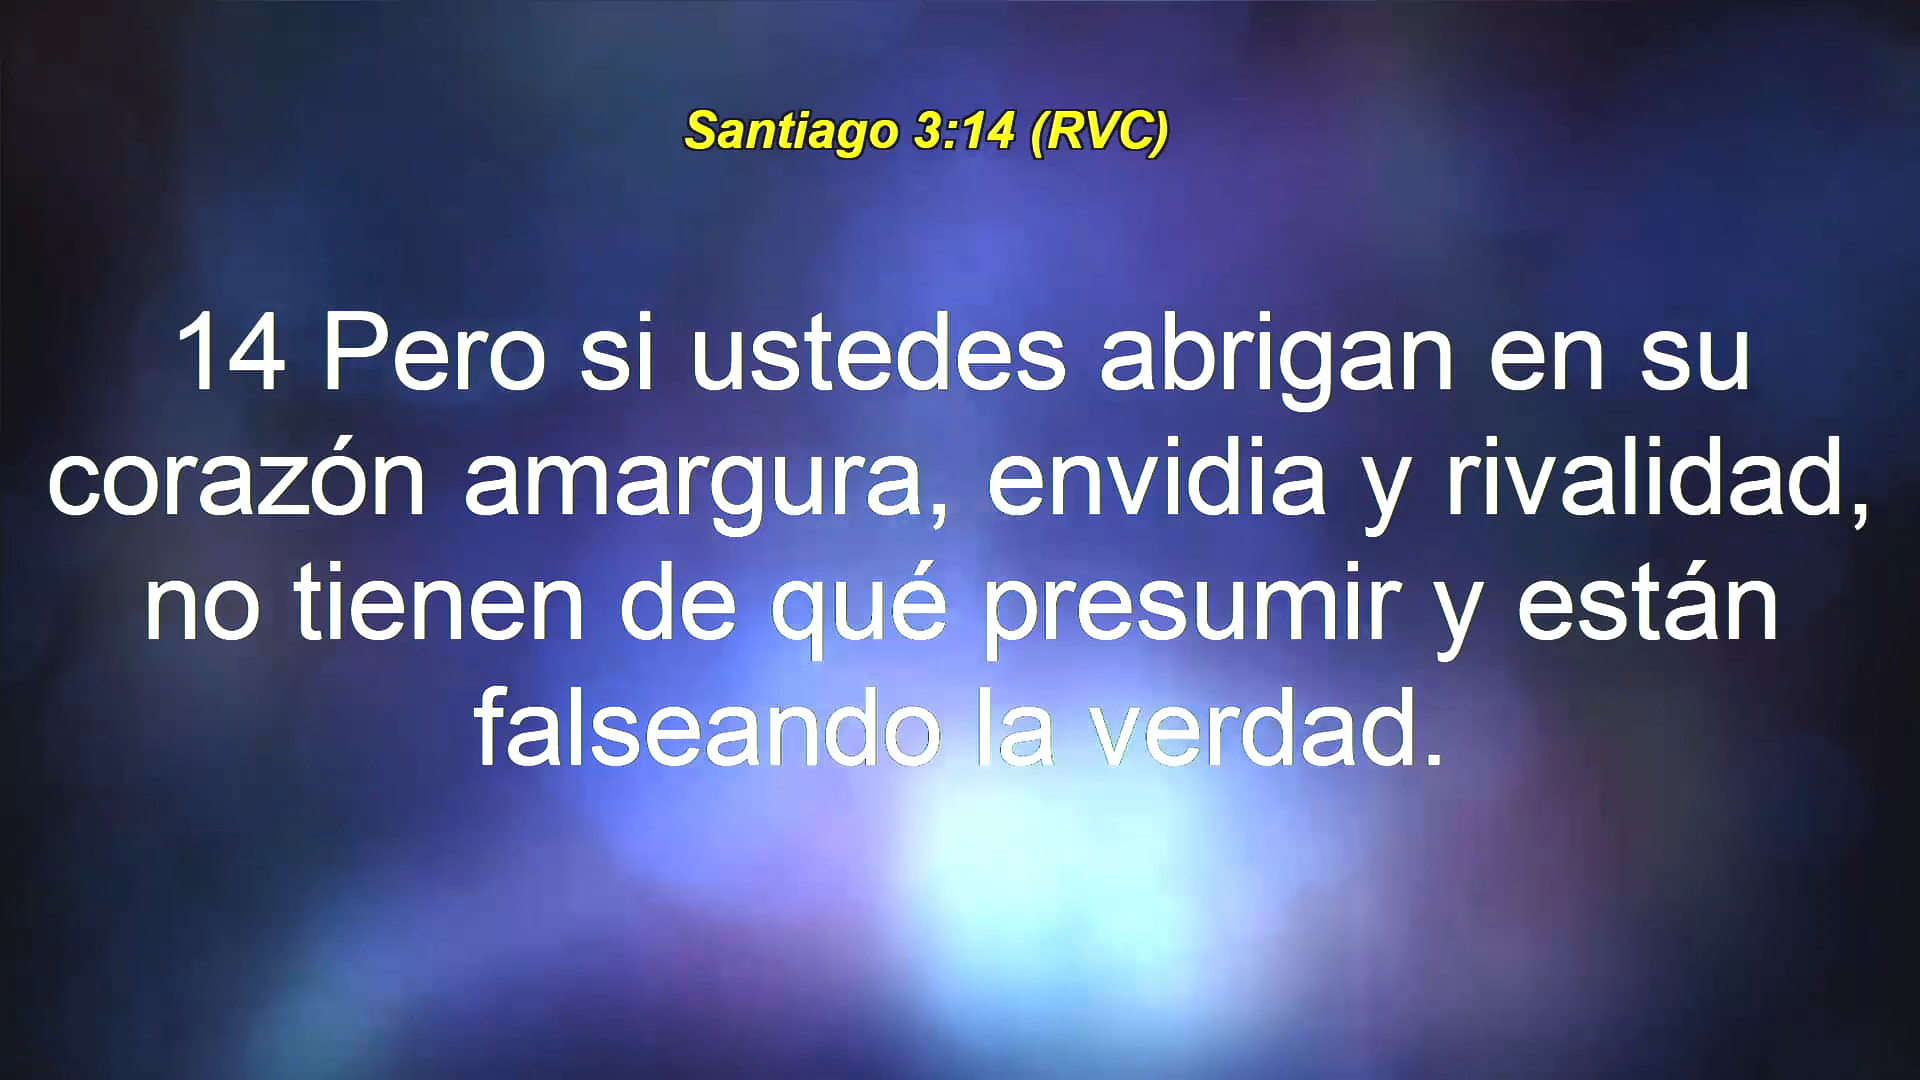 Santiago 3:14 (RVC)
14 Pero si ustedes abrigan en su
corazón amargura, envidia y rivalidad,
no tienen de qué presumir y están
falseando la verdad.